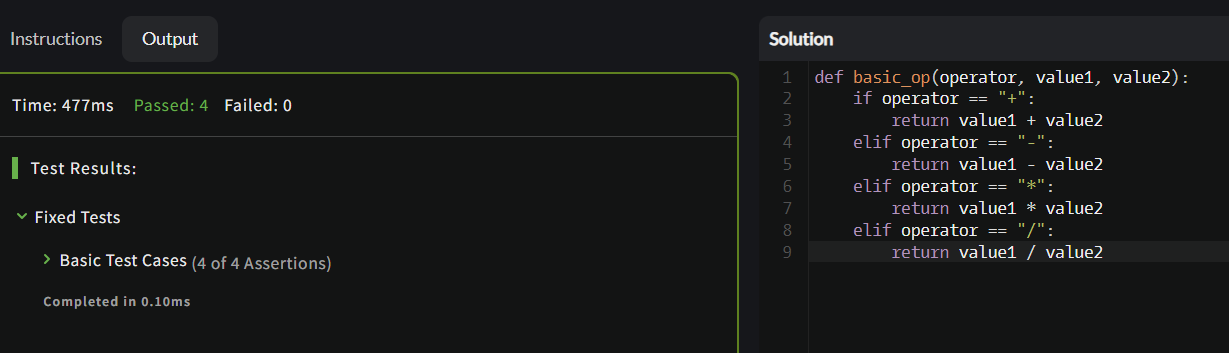 Instructions
Output
Time: 477ms Passed: 4 Failed: 0
Test Results:
Fixed Tests
Basic Test Cases (4 of 4 Assertions)
Completed in 0.10ms
Solution
1 def basic_op(operator, value1, value2):
2     if operator == "+":
3         return value1 + value2
4     elif operator == "-":
5         return value1 - value2
6     elif operator == "*":
7         return value1 * value2
8     elif operator == "/":
9         return value1 / value2